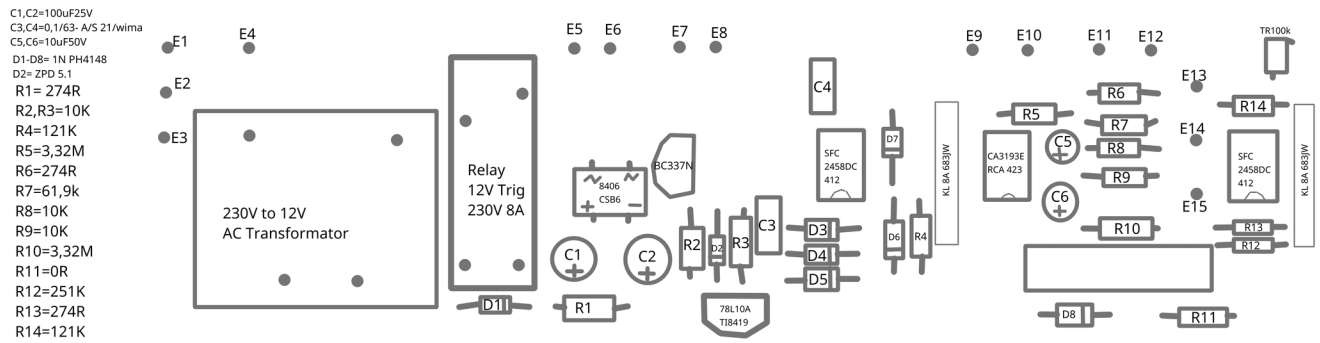 C1,C2=100uF25V
C3,C4=0,1/63- A/S 21/wima
C5,C6=10uF50V
D1-D8= 1N PH4148
D2= ZPD 5.1
R1= 274R
R2,R3=10K
R4=121K
R5=3,32M
R6=274R
R7=61,9k
R8=10K
R9=10K
R10=3,32M
R11=0R
R12=251K
R13=274R
R14=121K
E1
E2
E3
E4
230V to 12V
AC Transformator
Relay
12V Trig
230V 8A
D1
E5
E6
E7
E8
8406
CSB6
BC337N
C1
C2
R1
R2
D2
R3
C3
78L10A
TI8419
C4
SFC
2458DC
412
D3
D4
D5
D7
D6
R4
KL 8A 683JW
E9
E10
E11
E12
R5
CA3193E
RCA 423
C5
C6
R6
R7
R8
R9
R10
D8
R11
E13
E14
E15
TR100k
R14
SFC
2458DC
412
R13
R12
KL 8A 683JW